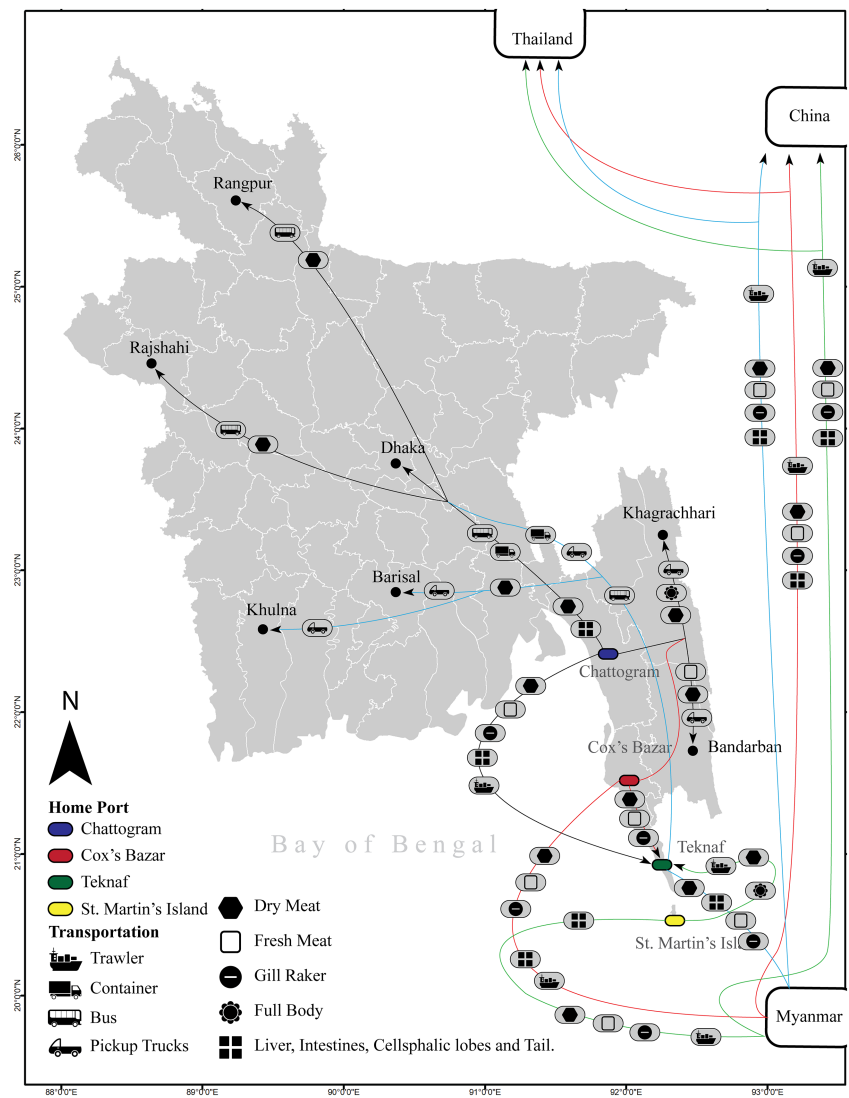 Thailand
China
26°0'0"N
Rangpur
25°0'0"N
Rajshahi
24°0'0"N
Dhaka
Khagrachhari
23°0'0"N
Barisal
Khulna
Chattogram
22°0'0"N
N
Cox's Bazar
Bandarban
Home Port
Chattogram
Cox's Bazar
Teknaf
St. Martin's Island
Bay of Bengal
21°0'0"N
Teknaf
Transportation
Trawler
Container
Bus
Pickup Trucks
Dry Meat
Fresh Meat
Gill Raker
Full Body
Liver, Intestines, Cellsphalic lobes and Tail.
St. Martin's Isl
20°0'0"N
Myanmar
88°0'0"E
89°0'0"E
90°0'0"E
91°0'0"E
92°0'0"E
93°0'0"E